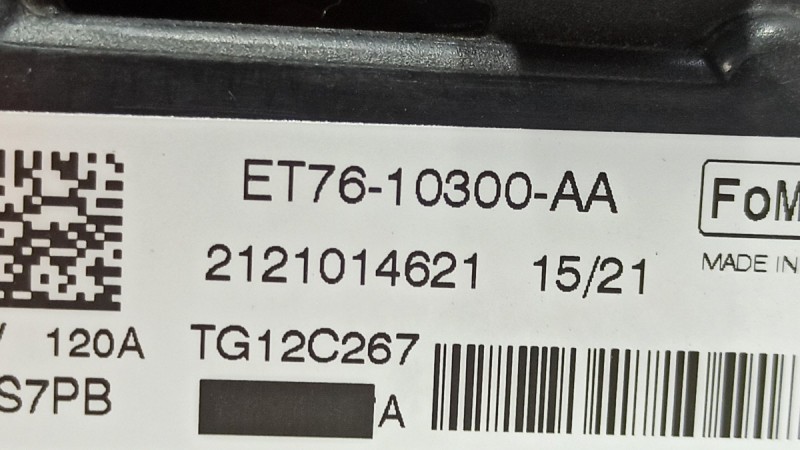 ET76-10300-AA
FoM
2121014621 15/21
MADE IN
120A TG12C267
S7PB
A